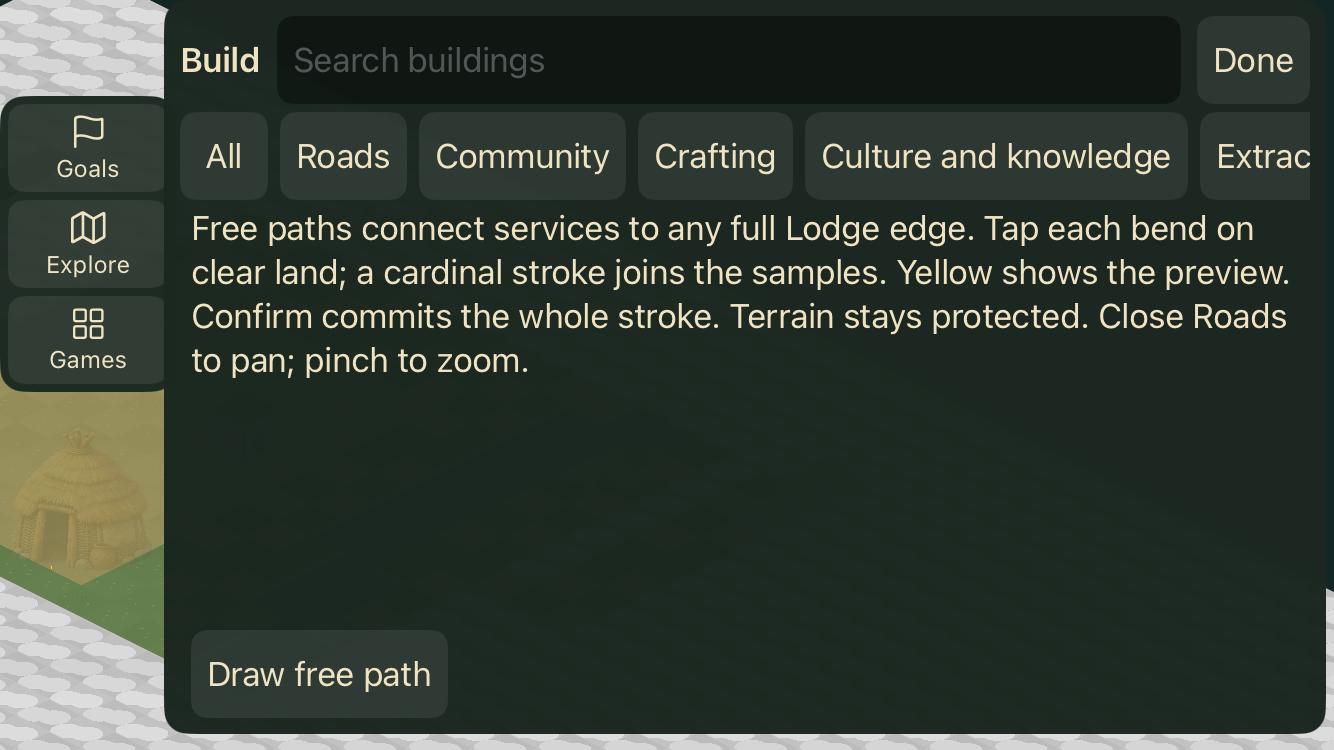 Build
Search buildings
Done
Goals
Explore
Games
All
Roads
Community
Crafting
Culture and knowledge
Extrac
Free paths connect services to any full Lodge edge. Tap each bend on
clear land; a cardinal stroke joins the samples. Yellow shows the preview.
Confirm commits the whole stroke. Terrain stays protected. Close Roads
to pan; pinch to zoom.
Draw free path